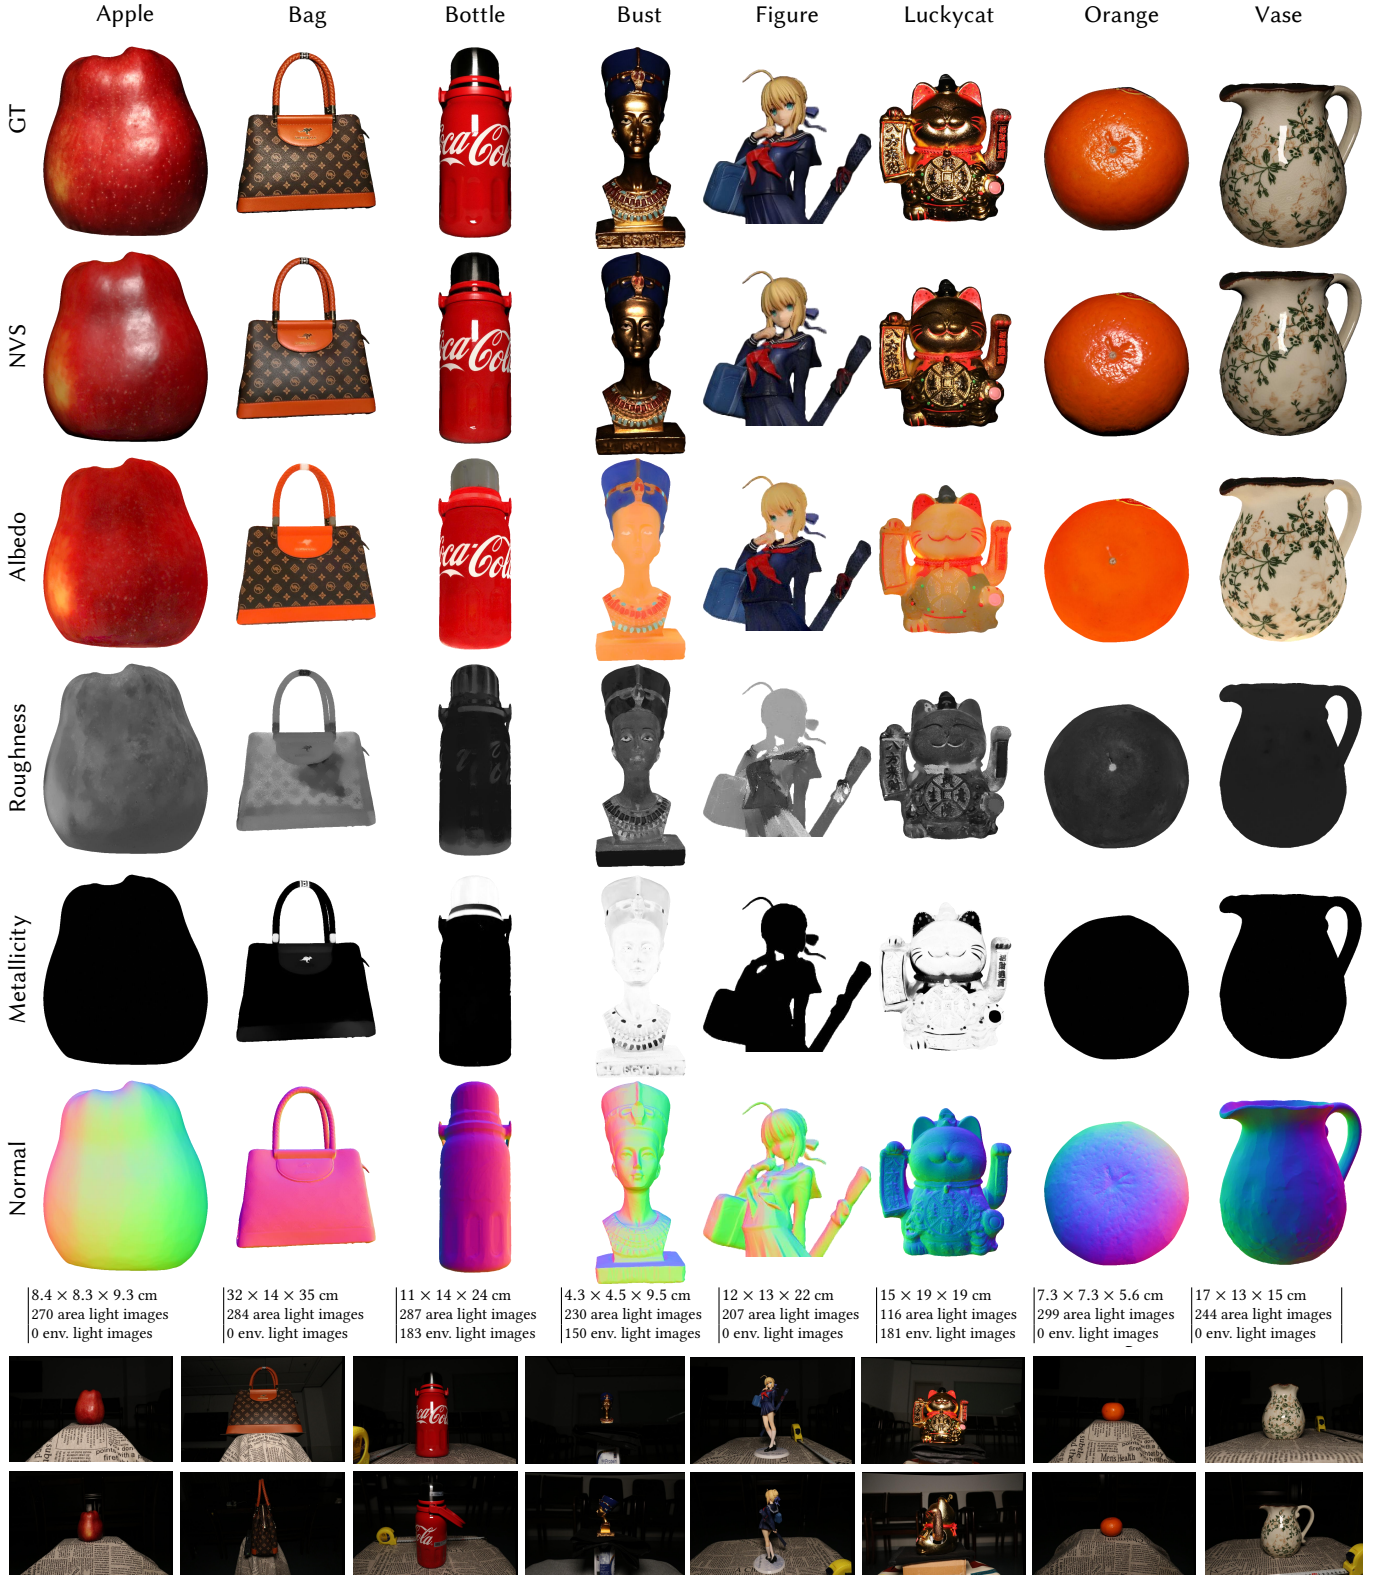 Apple Bag Bottle Bust Figure Luckycat Orange Vase
GT
NVS
Albedo
Roughness
Metallicity
Normal
8.4 × 8.3 × 9.3 cm
270 area light images
0 env. light images
32 × 14 × 35 cm
284 area light images
0 env. light images
11 × 14 × 24 cm
287 area light images
183 env. light images
4.3 × 4.5 × 9.5 cm
230 area light images
150 env. light images
12 × 13 × 22 cm
207 area light images
0 env. light images
15 × 19 × 19 cm
116 area light images
181 env. light images
7.3 × 7.3 × 5.6 cm
299 area light images
0 env. light images
17 × 13 × 15 cm
244 area light images
0 env. light images
EGYPT
Men's Health